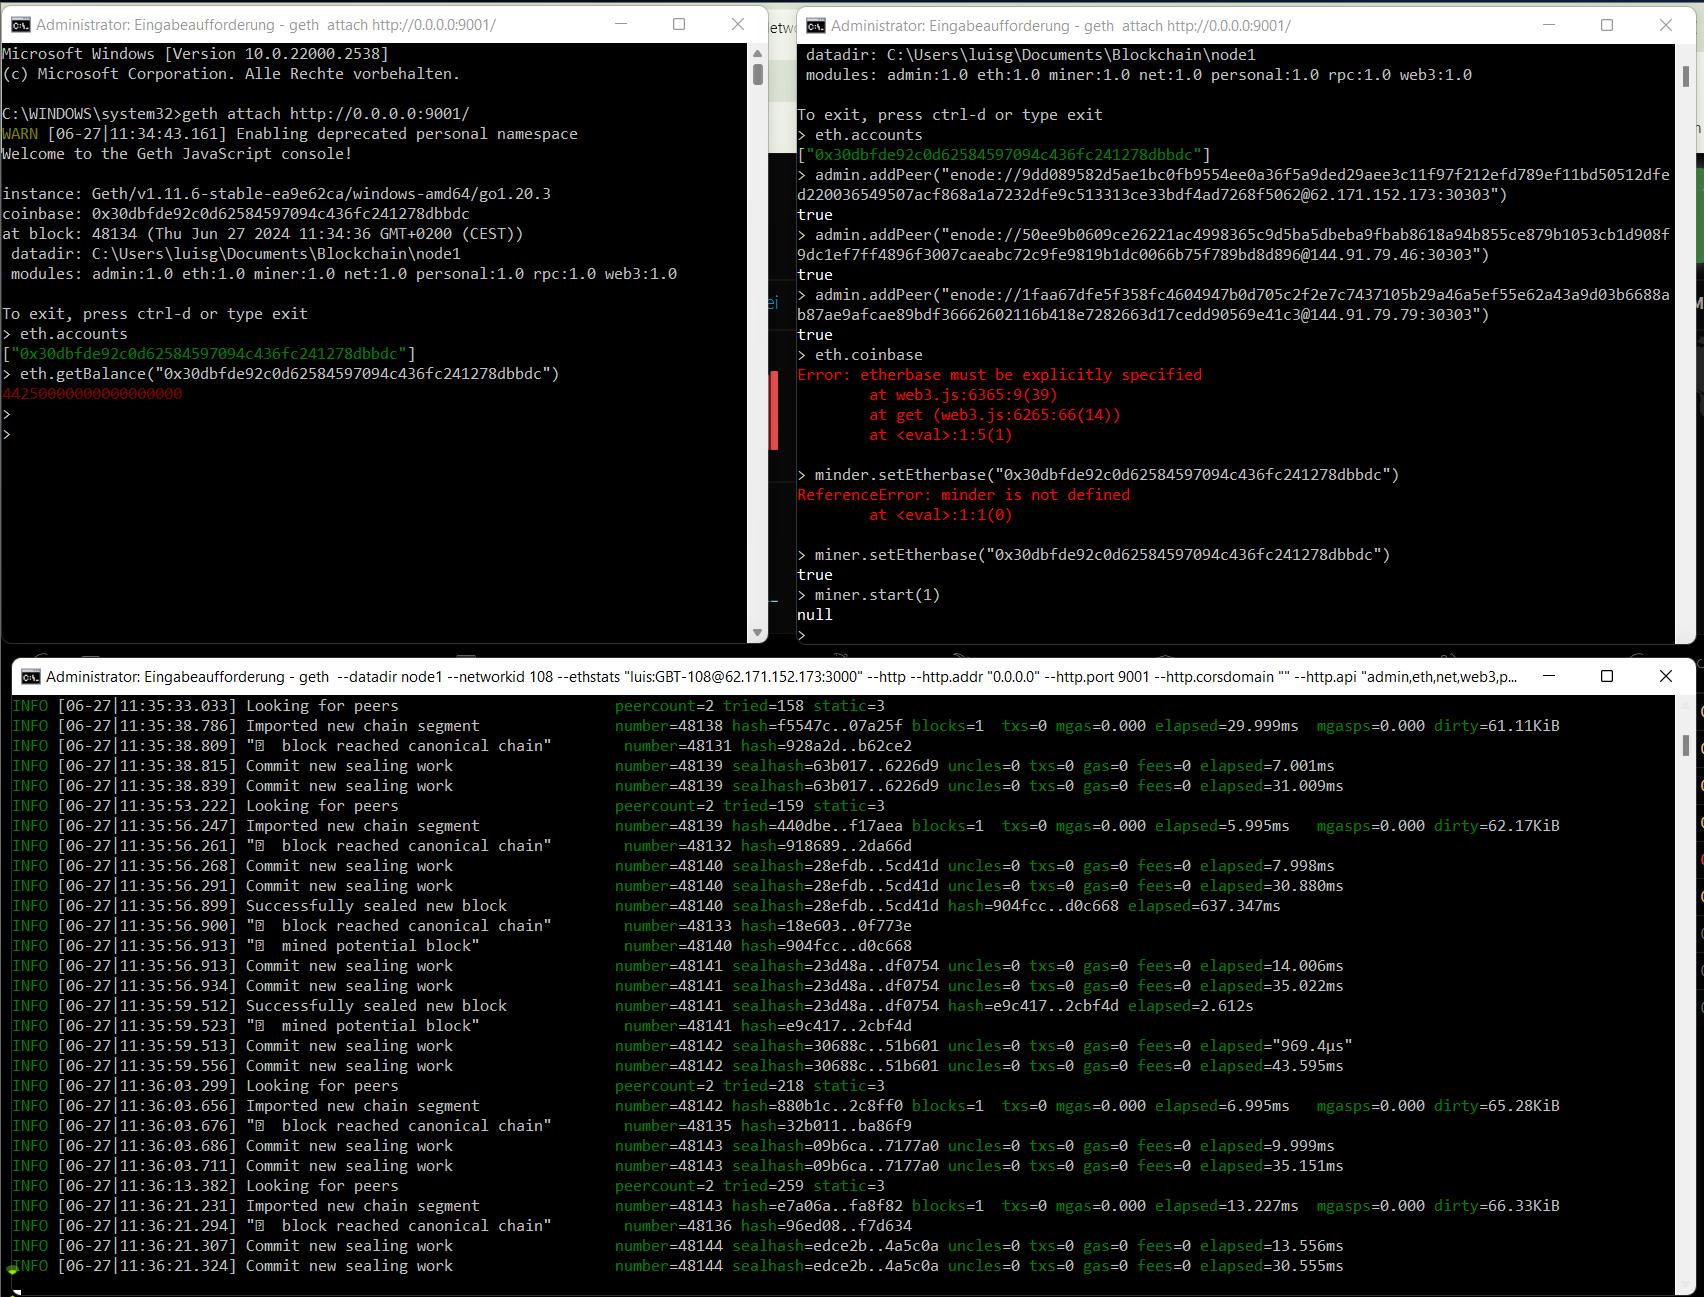 Administrator: Eingabeaufforderung - geth  attach http://0.0.0.0:9001/
Microsoft Windows [Version 10.0.22000.2538]
(c) Microsoft Corporation. Alle Rechte vorbehalten.
C:\WINDOWS\system32>geth attach http://0.0.0.0:9001/
WARN [06-27|11:34:43.161] Enabling deprecated personal namespace
Welcome to the Geth JavaScript console!
instance: Geth/v1.11.6-stable-ea9e62ca/windows-amd64/go1.20.3
coinbase: 0x30dbfde92c0d62584597094c436fc241278dbbdc
at block: 48134 (Thu Jun 27 2024 11:34:36 GMT+0200 (CEST))
 datadir: C:\Users\luisg\Documents\Blockchain\node1
 modules: admin:1.0 eth:1.0 miner:1.0 net:1.0 personal:1.0 rpc:1.0 web3:1.0
To exit, press ctrl-d or type exit
> eth.accounts
["0x30dbfde92c0d62584597094c436fc241278dbbdc"]
> eth.getBalance("0x30dbfde92c0d62584597094c436fc241278dbbdc")
44250000000000000000
>
>
Administrator: Eingabeaufforderung - geth  attach http://0.0.0.0:9001/
 datadir: C:\Users\luisg\Documents\Blockchain\node1
 modules: admin:1.0 eth:1.0 miner:1.0 net:1.0 personal:1.0 rpc:1.0 web3:1.0
To exit, press ctrl-d or type exit
> eth.accounts
["0x30dbfde92c0d62584597094c436fc241278dbbdc"]
> admin.addPeer("enode://9dd089582d5ae1bc0fb9554ee0a36f5a9ded29aee3c11f97f212efd789ef11bd50512dfe
d220036549507acf868a1a7232dfe9c513313ce33bdf4ad7268f5062@62.171.152.173:30303")
true
> admin.addPeer("enode://50ee9b0609ce26221ac4998365c9d5ba5dbeba9fbab8618a94b855ce879b1053cb1d908f
9dc1ef7ff4896f3007caeabc72c9fe9819b1dc0066b75f789bd8d896@144.91.79.46:30303")
true
> admin.addPeer("enode://1faa67dfe5f358fc4604947b0d705c2f2e7c7437105b29a46a5ef55e62a43a9d03b6688a
b87ae9afcae89bdf36662602116b418e7282663d17cedd90569e41c3@144.91.79.79:30303")
true
> eth.coinbase
Error: etherbase must be explicitly specified
        at web3.js:6365:9(39)
        at get (web3.js:6265:66(14))
        at <eval>:1:5(1)
> minder.setEtherbase("0x30dbfde92c0d62584597094c436fc241278dbbdc")
ReferenceError: minder is not defined
        at <eval>:1:1(0)
> miner.setEtherbase("0x30dbfde92c0d62584597094c436fc241278dbbdc")
true
> miner.start(1)
null
>
Administrator: Eingabeaufforderung - geth  --datadir node1 --networkid 108 --ethstats "luis:GBT-108@62.171.152.173:3000" --http --http.addr "0.0.0.0" --http.port 9001 --http.corsdomain "" --http.api "admin,eth,net,web3,p...
INFO [06-27|11:35:33.033] Looking for peers                        peercount=2 tried=158 static=3
INFO [06-27|11:35:38.786] Imported new chain segment               number=48138 hash=f5547c..07a25f blocks=1  txs=0 mgas=0.000 elapsed=29.999ms  mgasps=0.000 dirty=61.11KiB
INFO [06-27|11:35:38.809] "  block reached canonical chain"        number=48131 hash=928a2d..b62ce2
INFO [06-27|11:35:38.815] Commit new sealing work                  number=48139 sealhash=63b017..6226d9 uncles=0 txs=0 gas=0 fees=0 elapsed=7.001ms
INFO [06-27|11:35:38.839] Commit new sealing work                  number=48139 sealhash=63b017..6226d9 uncles=0 txs=0 gas=0 fees=0 elapsed=31.009ms
INFO [06-27|11:35:53.222] Looking for peers                        peercount=2 tried=159 static=3
INFO [06-27|11:35:56.247] Imported new chain segment               number=48139 hash=440dbe..f17aea blocks=1  txs=0 mgas=0.000 elapsed=5.995ms   mgasps=0.000 dirty=62.17KiB
INFO [06-27|11:35:56.261] "  block reached canonical chain"        number=48132 hash=918689..2da66d
INFO [06-27|11:35:56.268] Commit new sealing work                  number=48140 sealhash=28efdb..5cd41d uncles=0 txs=0 gas=0 fees=0 elapsed=7.998ms
INFO [06-27|11:35:56.291] Commit new sealing work                  number=48140 sealhash=28efdb..5cd41d uncles=0 txs=0 gas=0 fees=0 elapsed=30.880ms
INFO [06-27|11:35:56.899] Successfully sealed new block            number=48140 sealhash=28efdb..5cd41d hash=904fcc..d0c668 elapsed=637.347ms
INFO [06-27|11:35:56.900] "  block reached canonical chain"        number=48133 hash=18e603..0f773e
INFO [06-27|11:35:56.913] "  mined potential block"                number=48140 hash=904fcc..d0c668
INFO [06-27|11:35:56.913] Commit new sealing work                  number=48141 sealhash=23d48a..df0754 uncles=0 txs=0 gas=0 fees=0 elapsed=14.006ms
INFO [06-27|11:35:56.934] Commit new sealing work                  number=48141 sealhash=23d48a..df0754 uncles=0 txs=0 gas=0 fees=0 elapsed=35.022ms
INFO [06-27|11:35:59.512] Successfully sealed new block            number=48141 sealhash=23d48a..df0754 hash=e9c417..2cbf4d elapsed=2.612s
INFO [06-27|11:35:59.523] "  mined potential block"                number=48141 hash=e9c417..2cbf4d
INFO [06-27|11:35:59.513] Commit new sealing work                  number=48142 sealhash=30688c..51b601 uncles=0 txs=0 gas=0 fees=0 elapsed="969.4µs"
INFO [06-27|11:35:59.556] Commit new sealing work                  number=48142 sealhash=30688c..51b601 uncles=0 txs=0 gas=0 fees=0 elapsed=43.595ms
INFO [06-27|11:36:03.299] Looking for peers                        peercount=2 tried=218 static=3
INFO [06-27|11:36:03.656] Imported new chain segment               number=48142 hash=880b1c..2c8ff0 blocks=1  txs=0 mgas=0.000 elapsed=6.995ms   mgasps=0.000 dirty=65.28KiB
INFO [06-27|11:36:03.676] "  block reached canonical chain"        number=48135 hash=32b011..ba86f9
INFO [06-27|11:36:03.686] Commit new sealing work                  number=48143 sealhash=09b6ca..7177a0 uncles=0 txs=0 gas=0 fees=0 elapsed=9.999ms
INFO [06-27|11:36:03.711] Commit new sealing work                  number=48143 sealhash=09b6ca..7177a0 uncles=0 txs=0 gas=0 fees=0 elapsed=35.151ms
INFO [06-27|11:36:13.382] Looking for peers                        peercount=2 tried=259 static=3
INFO [06-27|11:36:21.231] Imported new chain segment               number=48143 hash=e7a06a..fa8f82 blocks=1  txs=0 mgas=0.000 elapsed=13.227ms  mgasps=0.000 dirty=66.33KiB
INFO [06-27|11:36:21.294] "  block reached canonical chain"        number=48136 hash=96ed08..f7d634
INFO [06-27|11:36:21.307] Commit new sealing work                  number=48144 sealhash=edce2b..4a5c0a uncles=0 txs=0 gas=0 fees=0 elapsed=13.556ms
INFO [06-27|11:36:21.324] Commit new sealing work                  number=48144 sealhash=edce2b..4a5c0a uncles=0 txs=0 gas=0 fees=0 elapsed=30.555ms